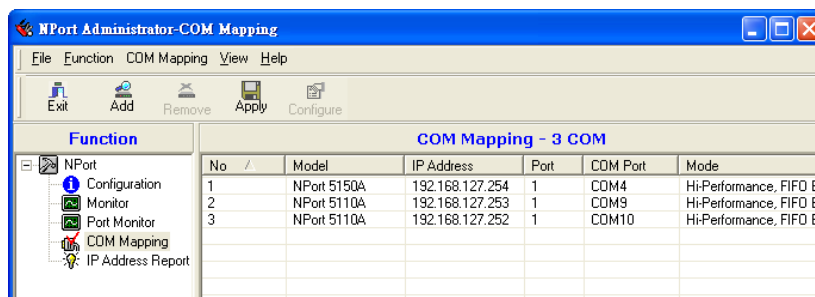 NPort Administrator-COM Mapping
File Function COM Mapping View Help
Exit Add Remove Apply Configure
Function
COM Mapping - 3 COM
NPort
Configuration
Monitor
Port Monitor
COM Mapping
IP Address Report
No Model IP Address Port COM Port Mode
1 NPort 5150A 192.168.127.254 1 COM4 Hi-Performance, FIFO E
2 NPort 5110A 192.168.127.253 1 COM9 Hi-Performance, FIFO E
3 NPort 5110A 192.168.127.252 1 COM10 Hi-Performance, FIFO E